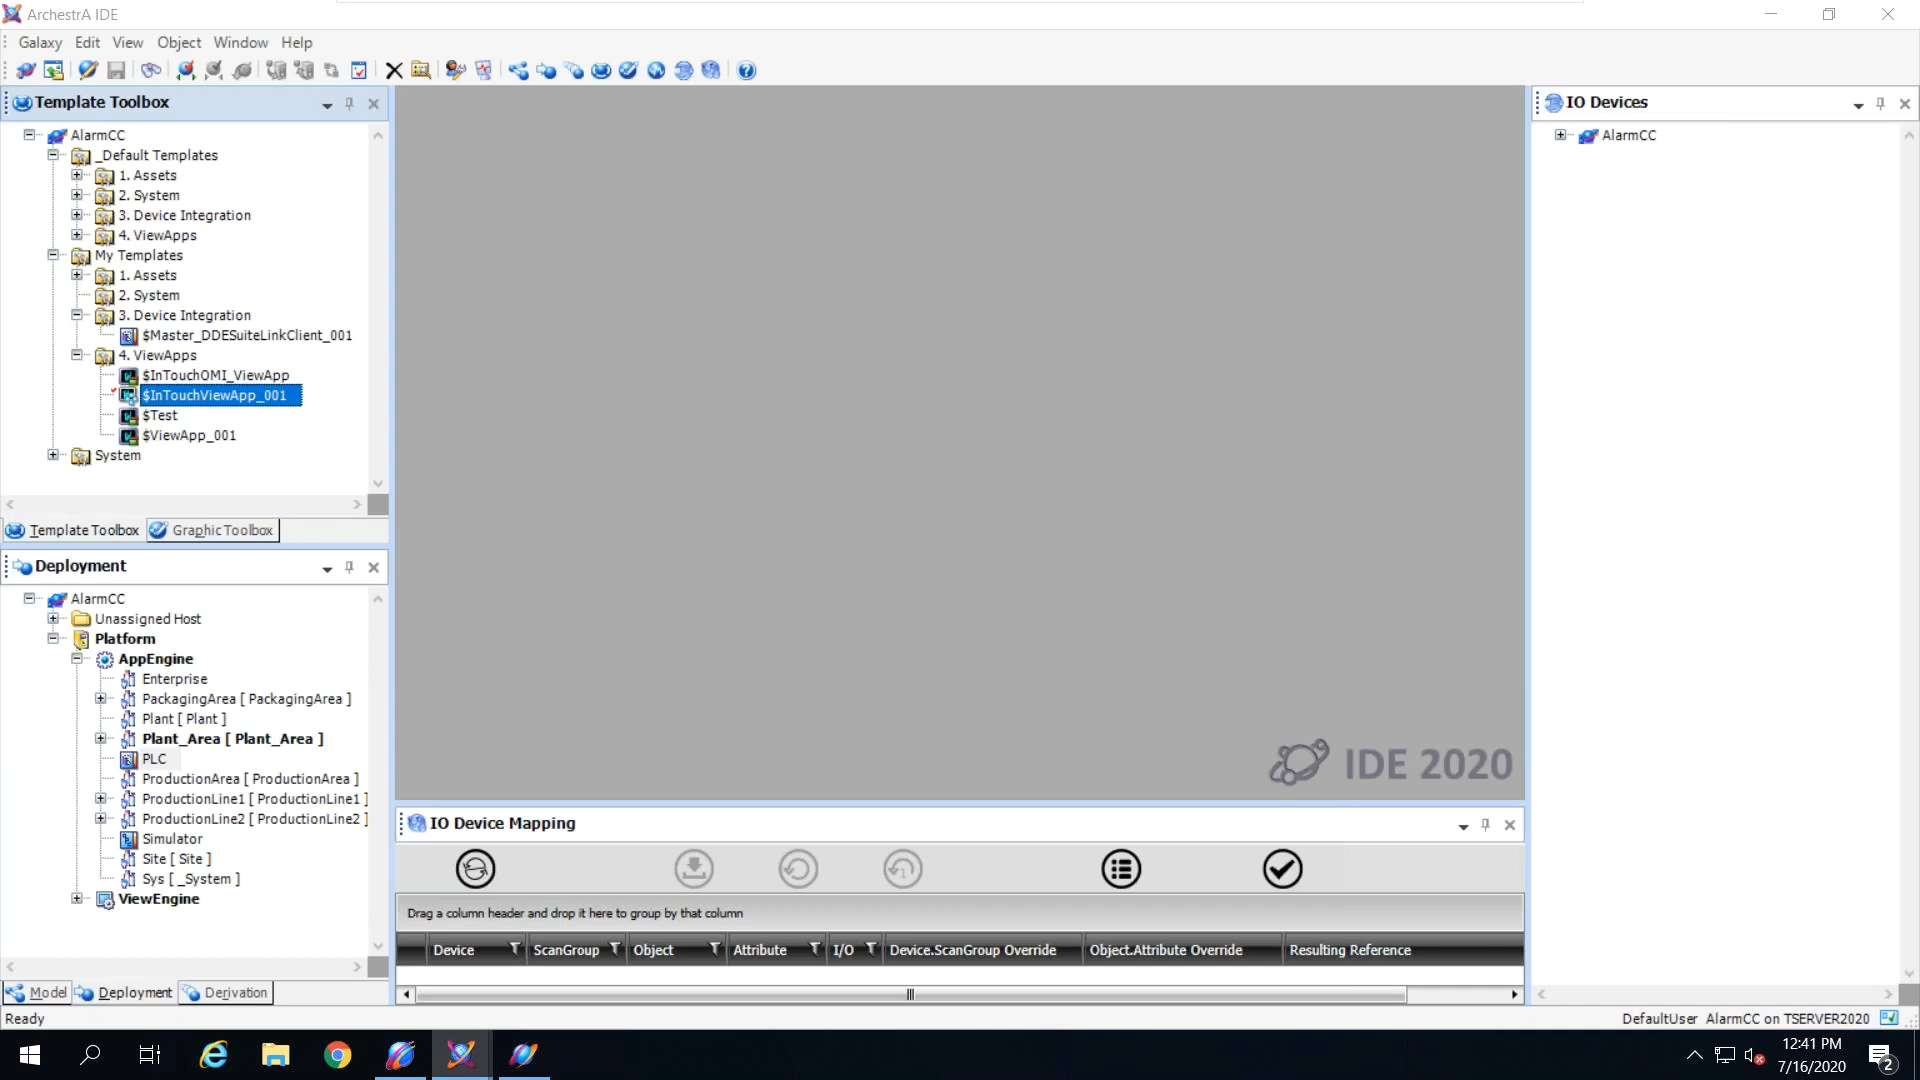 ArchestrA IDE
Galaxy Edit View Object Window Help
Template Toolbox
AlarmCC
_Default Templates
1. Assets
2. System
3. Device Integration
4. ViewApps
My Templates
1. Assets
2. System
3. Device Integration
$Master_DDESuiteLinkClient_001
4. ViewApps
$InTouchOMI_ViewApp
$InTouchViewApp_001
$Test
$ViewApp_001
System
Template Toolbox Graphic Toolbox
Deployment
AlarmCC
Unassigned Host
Platform
AppEngine
Enterprise
PackagingArea [ PackagingArea ]
Plant [ Plant ]
Plant_Area [ Plant_Area ]
PLC
ProductionArea [ ProductionArea ]
ProductionLine1 [ ProductionLine1 ]
ProductionLine2 [ ProductionLine2 ]
Simulator
Site [ Site ]
Sys [ _System ]
ViewEngine
Model Deployment Derivation
IDE 2020
IO Device Mapping
1
Drag a column header and drop it here to group by that column
Device ScanGroup Object Attribute I/O Device.ScanGroup Override Object.Attribute Override Resulting Reference
IO Devices
AlarmCC
Ready
DefaultUser AlarmCC on TSERVER2020
12:41 PM
7/16/2020
2